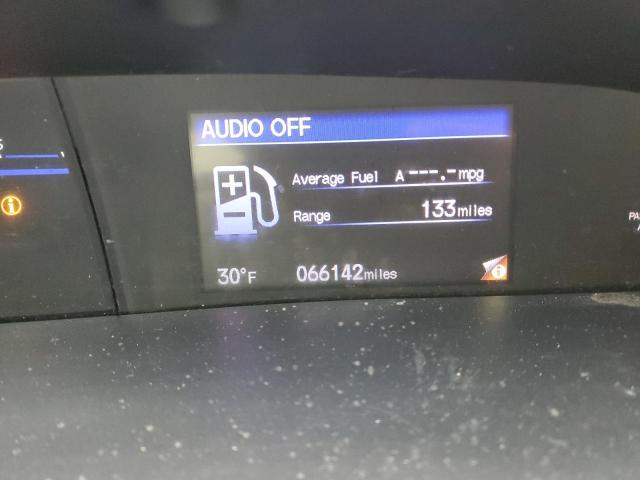 AUDIO OFF
Average Fuel A ---.- mpg
Range 133 miles
30°F 066142 miles